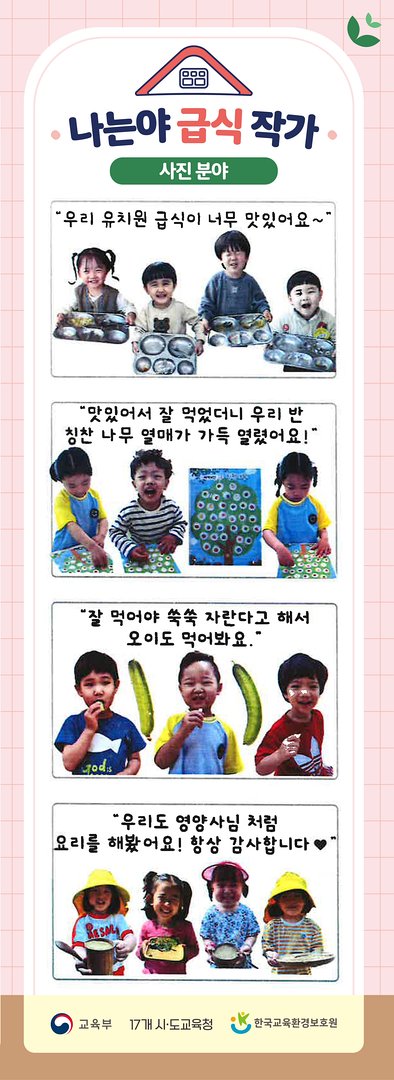 나는야 급식 작가
사진 분야
“우리 유치원 급식이 너무 맛있어요~”
“맛있어서 잘 먹었더니 우리 반
칭찬 나무 열매가 가득 열렸어요!”
“잘 먹어야 쑥쑥 자란다고 해서
오이도 먹어봐요.”
God is
“우리도 영양사님 처럼
요리를 해봤어요! 항상 감사합니다♥”
교육부 17개 시·도교육청 한국교육환경보호원